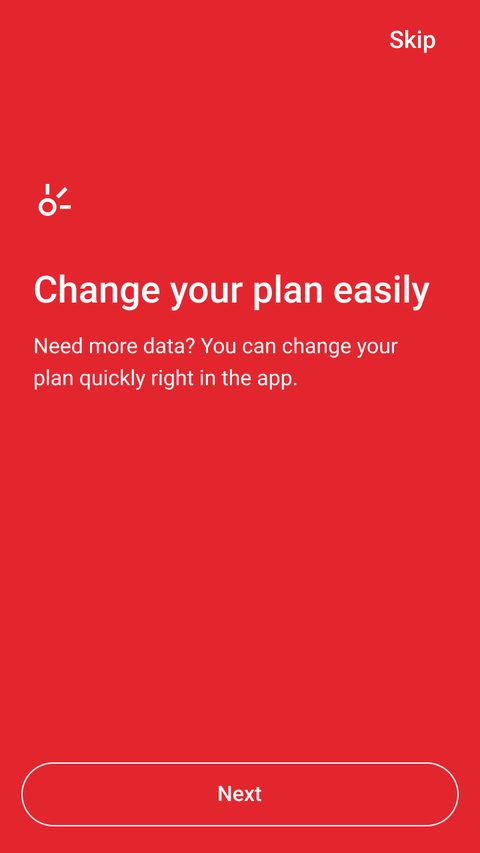 Skip
Change your plan easily
Need more data? You can change your
plan quickly right in the app.
Next